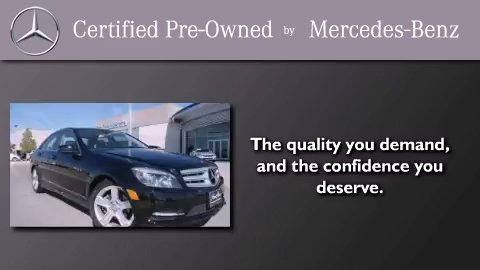 Certified Pre-Owned by Mercedes-Benz
The quality you demand,
and the confidence you
deserve.